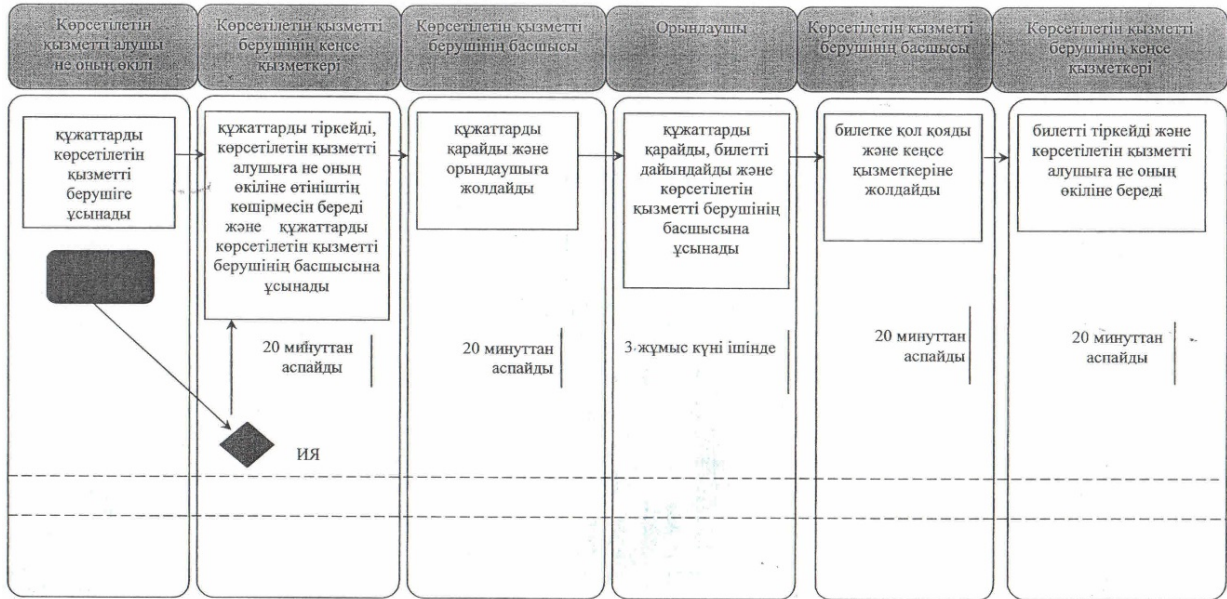 Көрсетілетін
қызметті алушы
не оның өкілі
Көрсетілетін қызметті
берушінің кеңсе
қызметкері
Көрсетілетін қызметті
берушінің басшысы
Орындаушы
Көрсетілетін қызметті
берушінің басшысы
Көрсетілетін қызметті
берушінің кеңсе
қызметкері
құжаттарды
көрсетілетін
қызметті
берушіге
ұсынады
құжаттарды тіркейді,
көрсетілетін қызметті
алушыға не оның
өкіліне өтініштің
көшірмесін береді
және құжаттарды
көрсетілетін қызметті
берушінің басшысына
ұсынады
құжаттарды
қарайды және
орындаушыға
жолдайды
құжаттарды
қарайды, билетті
дайындайды және
көрсетілетін
қызметті берушінің
басшысына
ұсынады
билетке қол қояды
және кеңсе
қызметкеріне
жолдайды
билетті тіркейді және
көрсетілетін қызметті
алушыға не оның
өкіліне береді
20 минуттан
аспайды
20 минуттан
аспайды
3 жұмыс күні ішінде
20 минуттан
аспайды
20 минуттан
аспайды
ИЯ